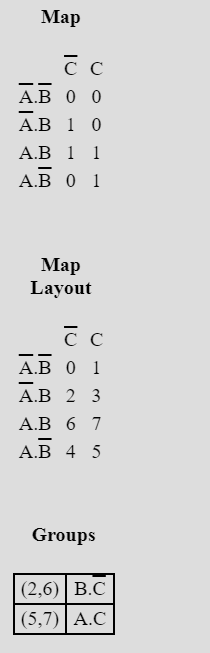 Map
C̅ C
A̅.B̅ 0 0
A̅.B 1 0
A.B 1 1
A.B̅ 0 1
Map
Layout
C̅ C
A̅.B̅ 0 1
A̅.B 2 3
A.B 6 7
A.B̅ 4 5
Groups
(2,6) B.C̅
(5,7) A.C